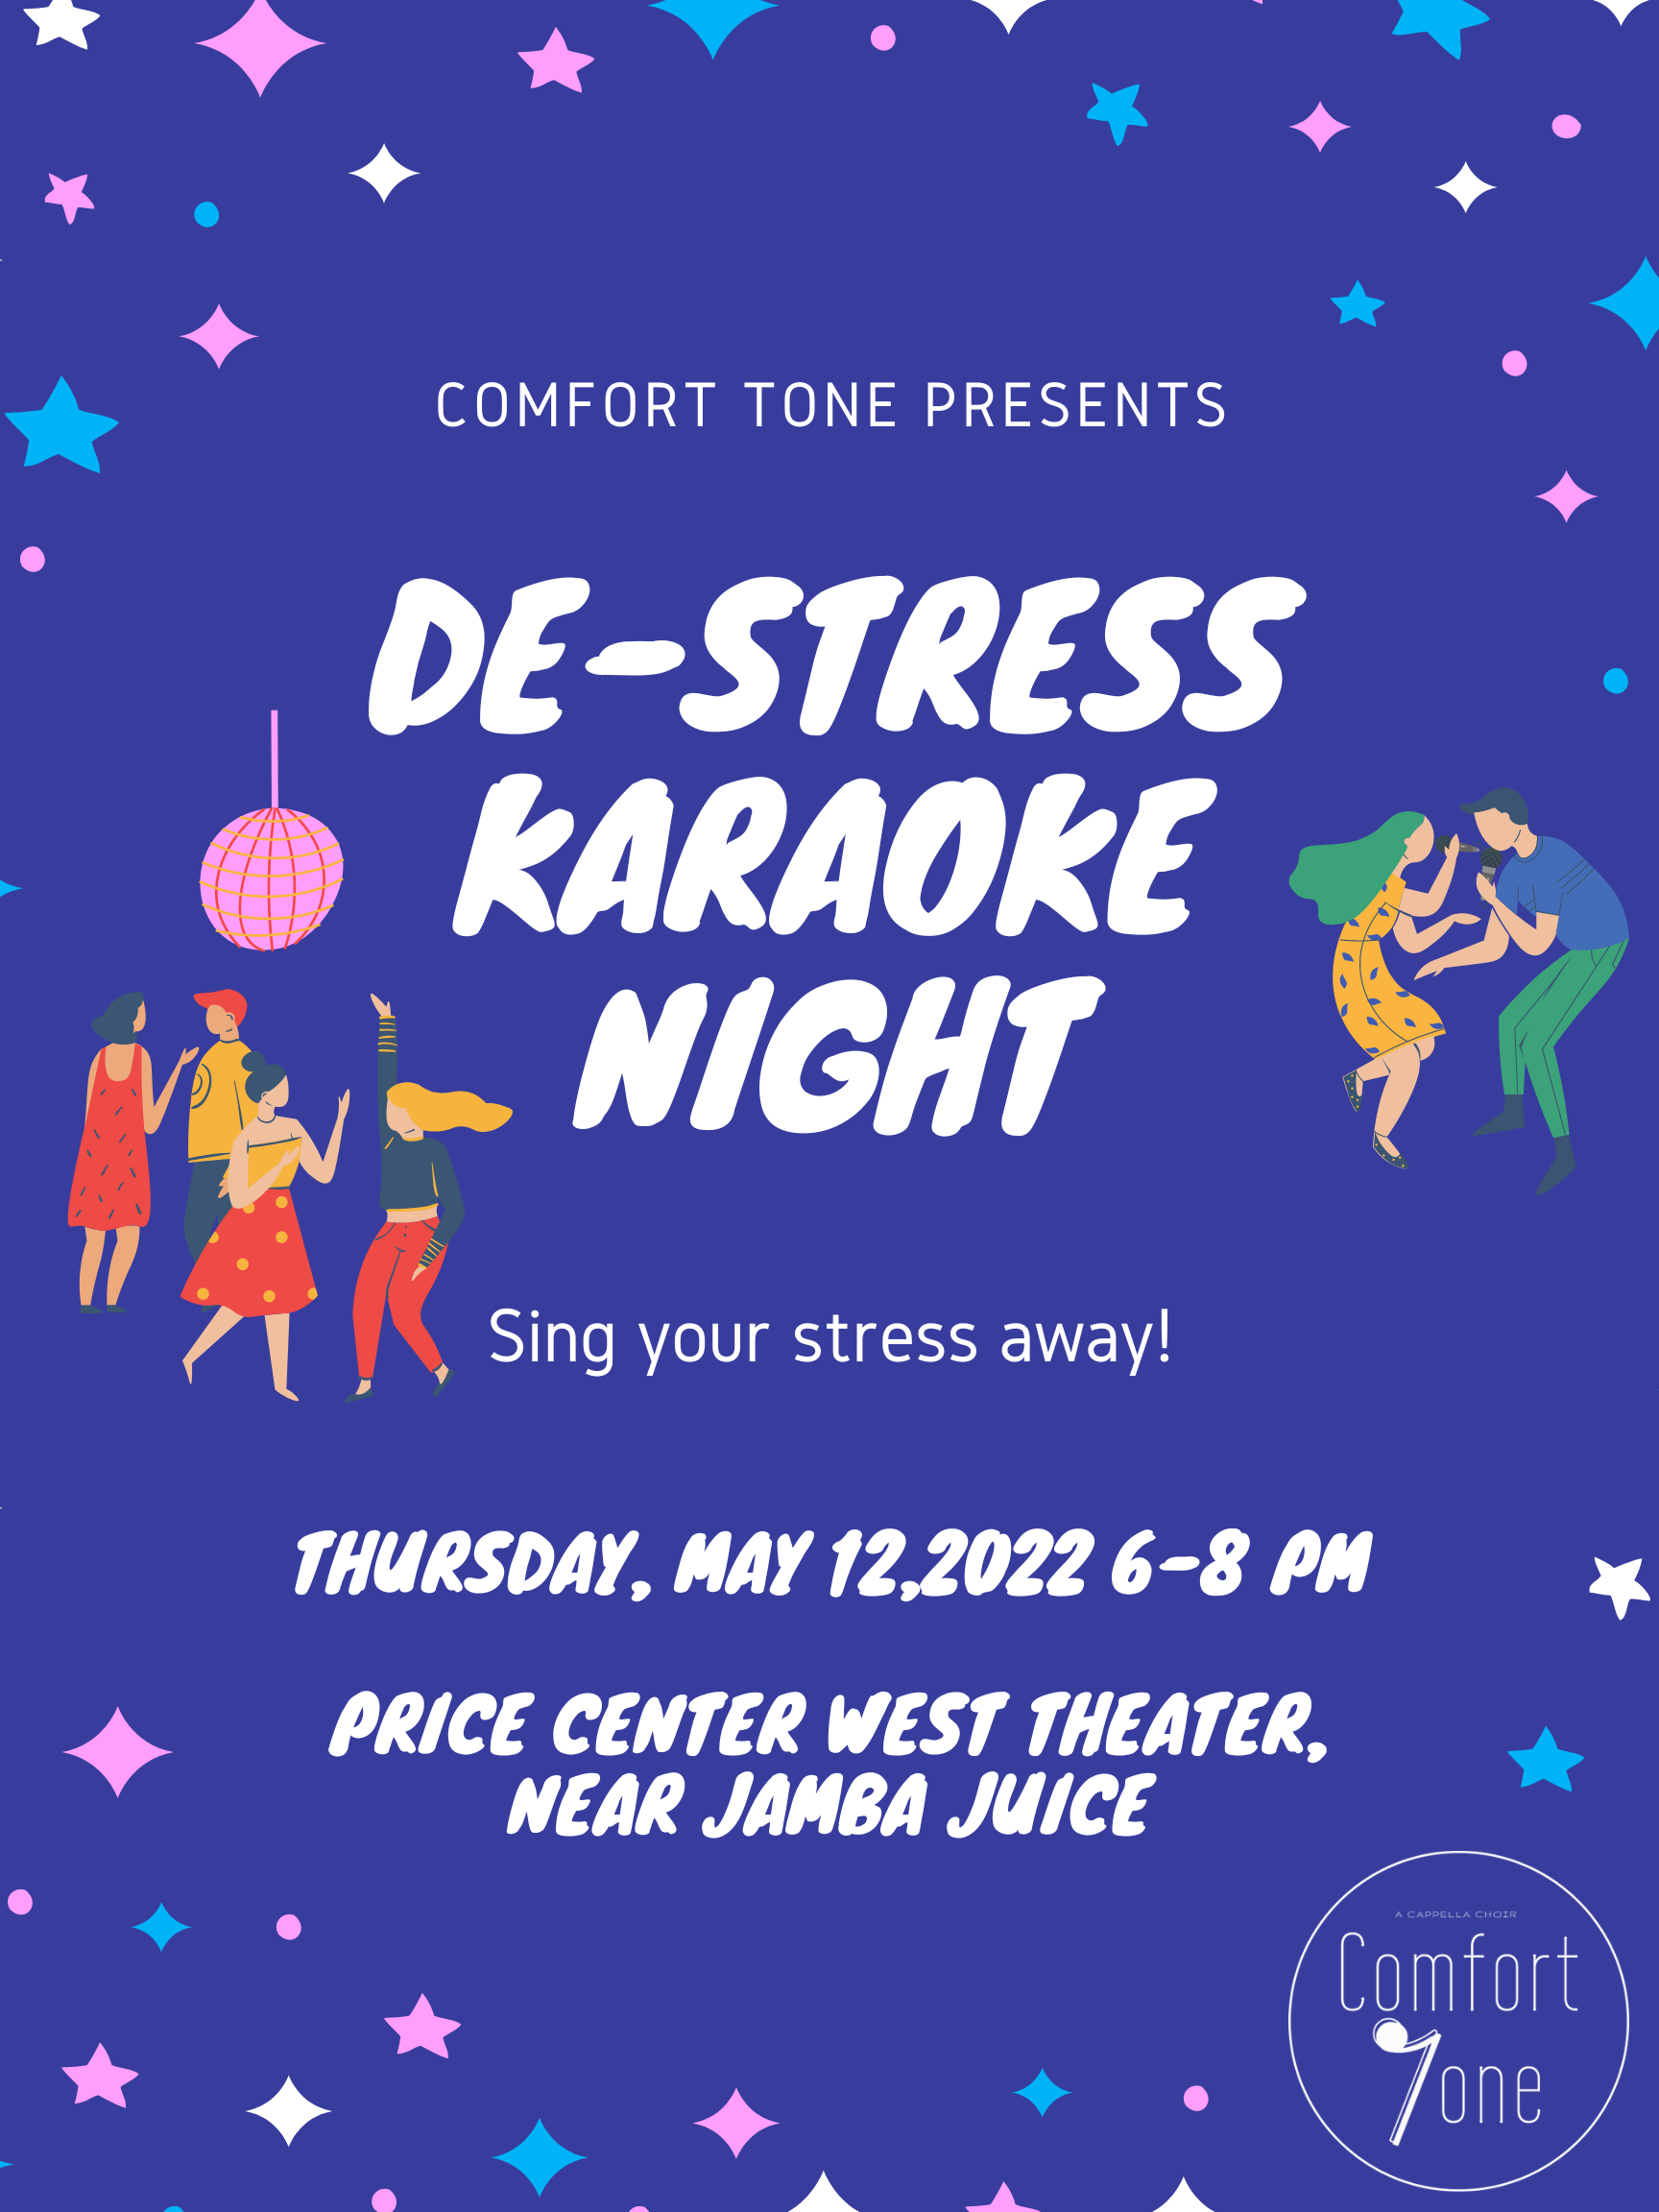 COMFORT TONE PRESENTS
DE-STRESS
KARAOKE
NIGHT
Sing your stress away!
THURSDAY, MAY 12,2022 6-8 PM
PRICE CENTER WEST THEATER,
NEAR JAMBA JUICE
A CAPPELLA CHOIR
Comfort
Tone